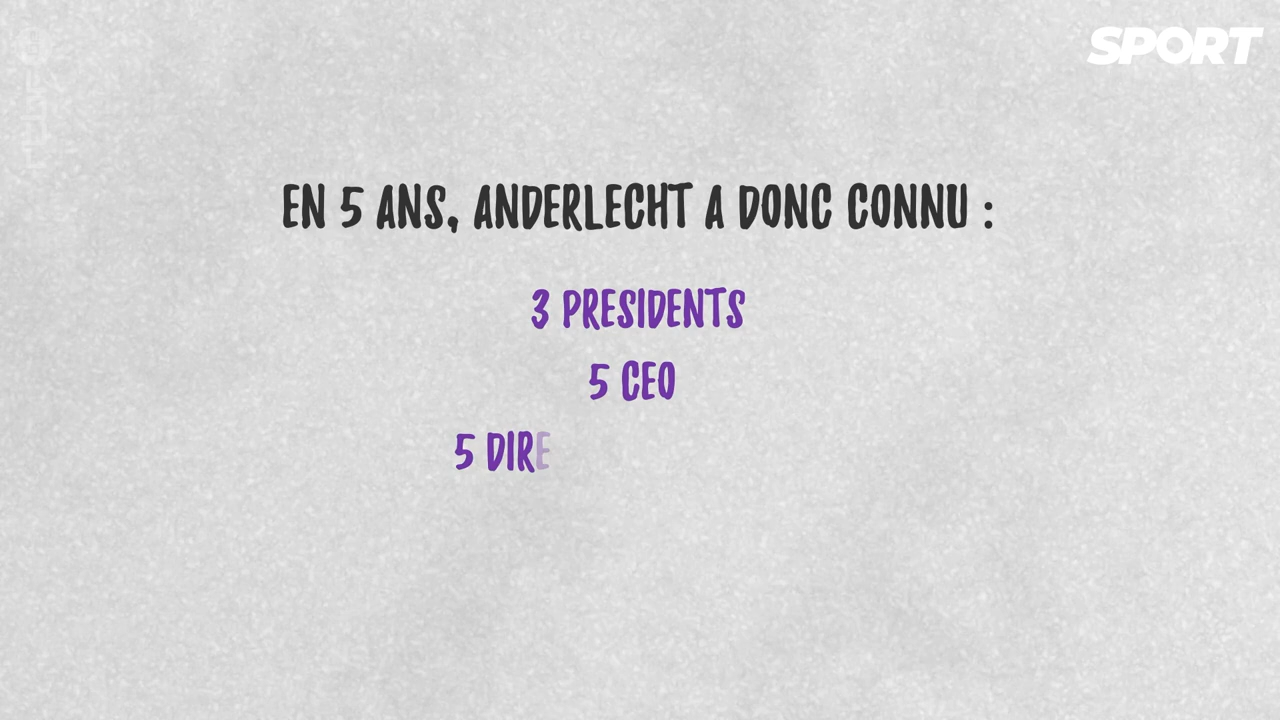 SPORT
EN 5 ANS, ANDERLECHT A DONC CONNU :
3 PRESIDENTS
5 CEO
5 DIRE